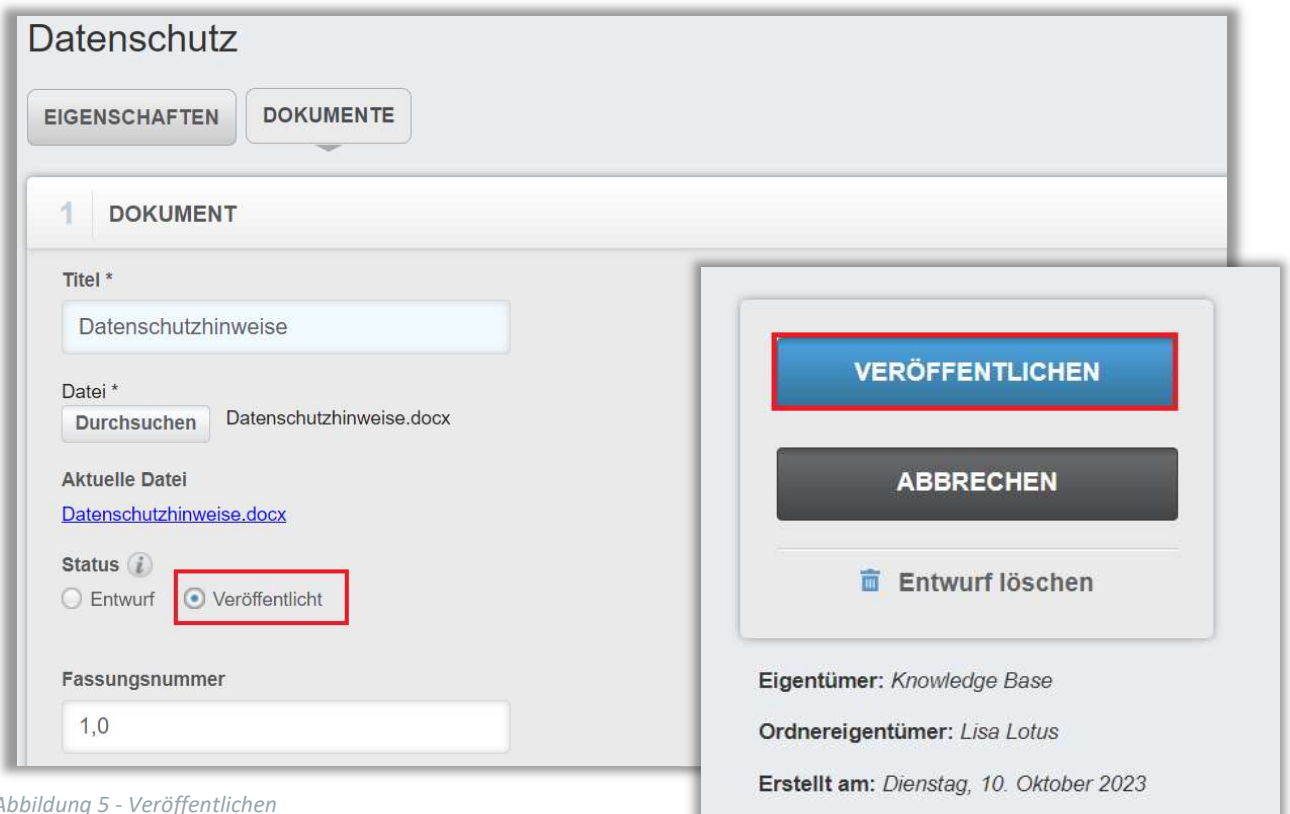 Datenschutz
EIGENSCHAFTEN
DOKUMENTE
1 DOKUMENT
Titel *
Datenschutzhinweise
Datei *
Durchsuchen Datenschutzhinweise.docx
Aktuelle Datei
Datenschutzhinweise.docx
Status i
Entwurf Veröffentlicht
Fassungsnummer
1,0
VERÖFFENTLICHEN
ABBRECHEN
Entwurf löschen
Eigentümer: Knowledge Base
Ordnereigentümer: Lisa Lotus
Erstellt am: Dienstag, 10. Oktober 2023
Abbildung 5 - Veröffentlichen